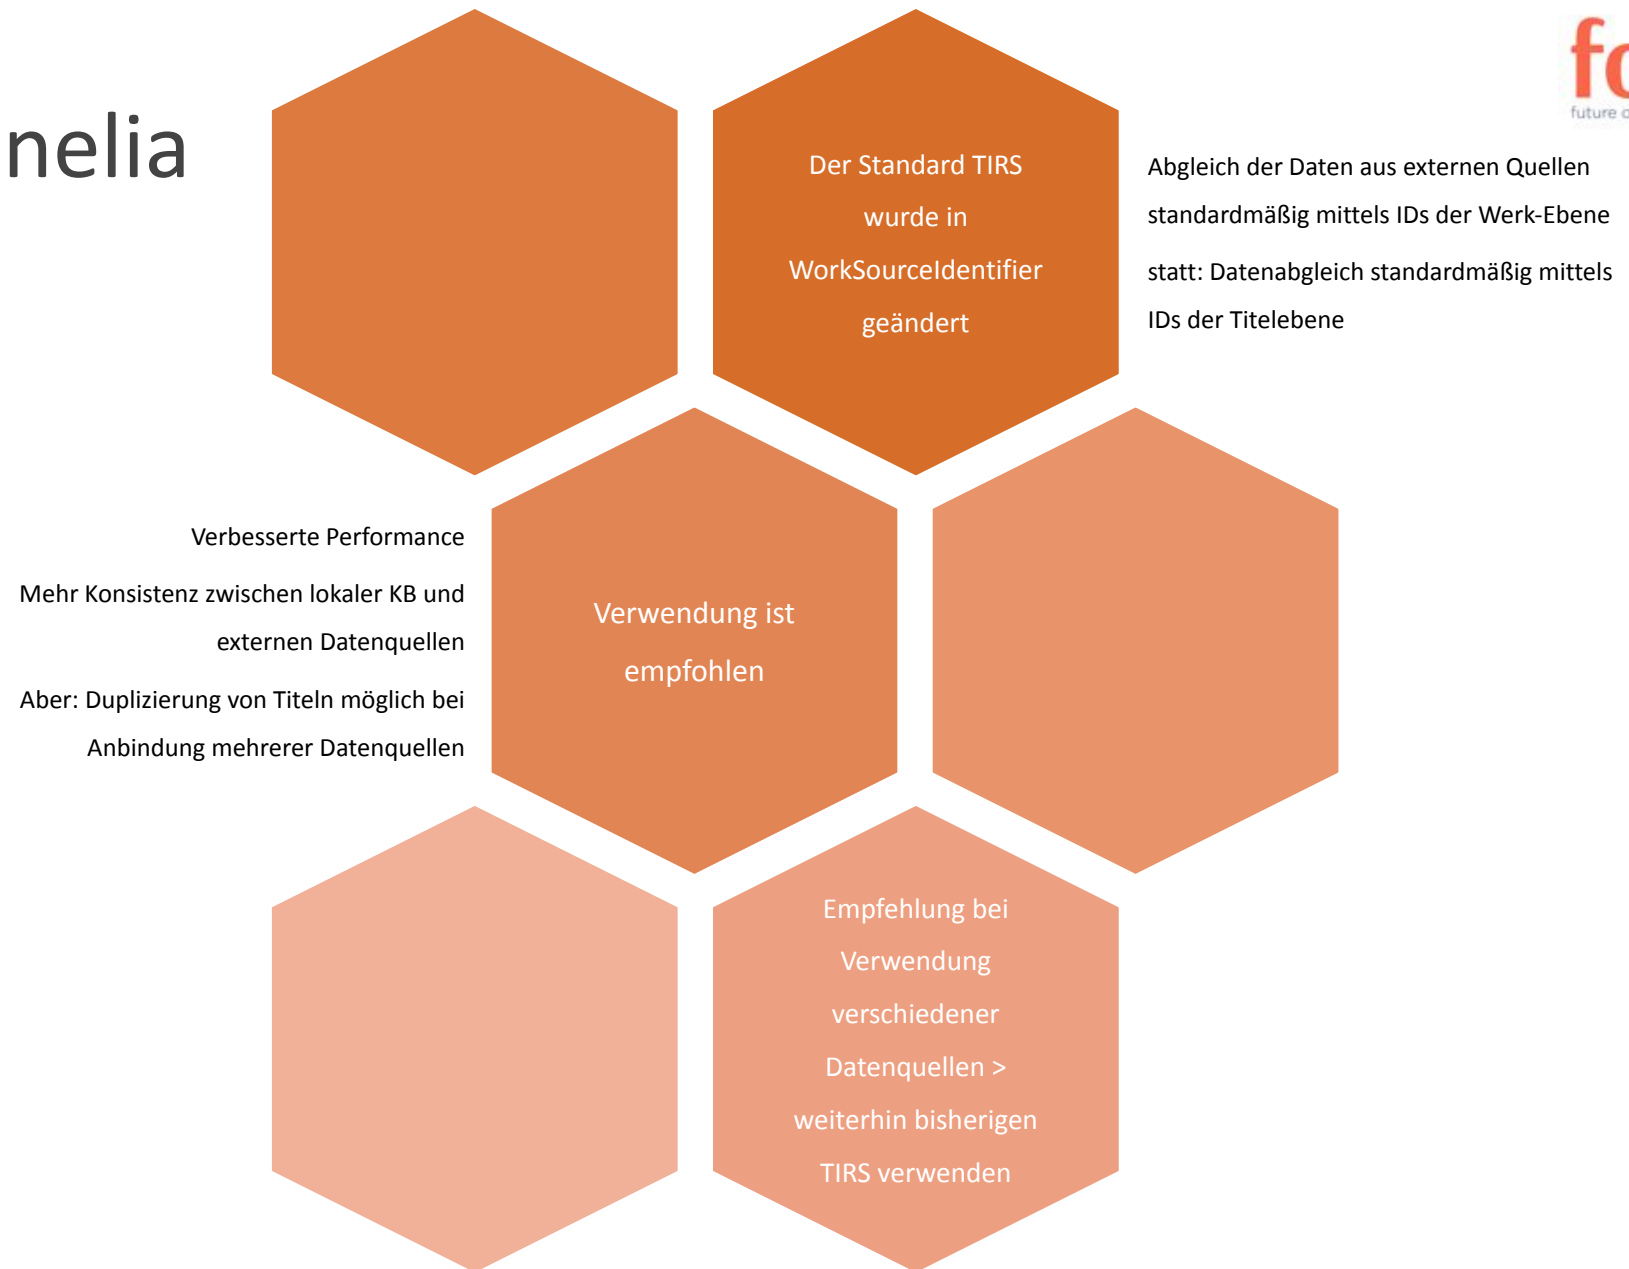 nelia
fo
future o
Der Standard TIRS
wurde in
WorkSourceIdentifier
geändert
Abgleich der Daten aus externen Quellen
standardmäßig mittels IDs der Werk-Ebene
statt: Datenabgleich standardmäßig mittels
IDs der Titelebene
Verbesserte Performance
Mehr Konsistenz zwischen lokaler KB und
externen Datenquellen
Aber: Duplizierung von Titeln möglich bei
Anbindung mehrerer Datenquellen
Verwendung ist
empfohlen
Empfehlung bei
Verwendung
verschiedener
Datenquellen >
weiterhin bisherigen
TIRS verwenden